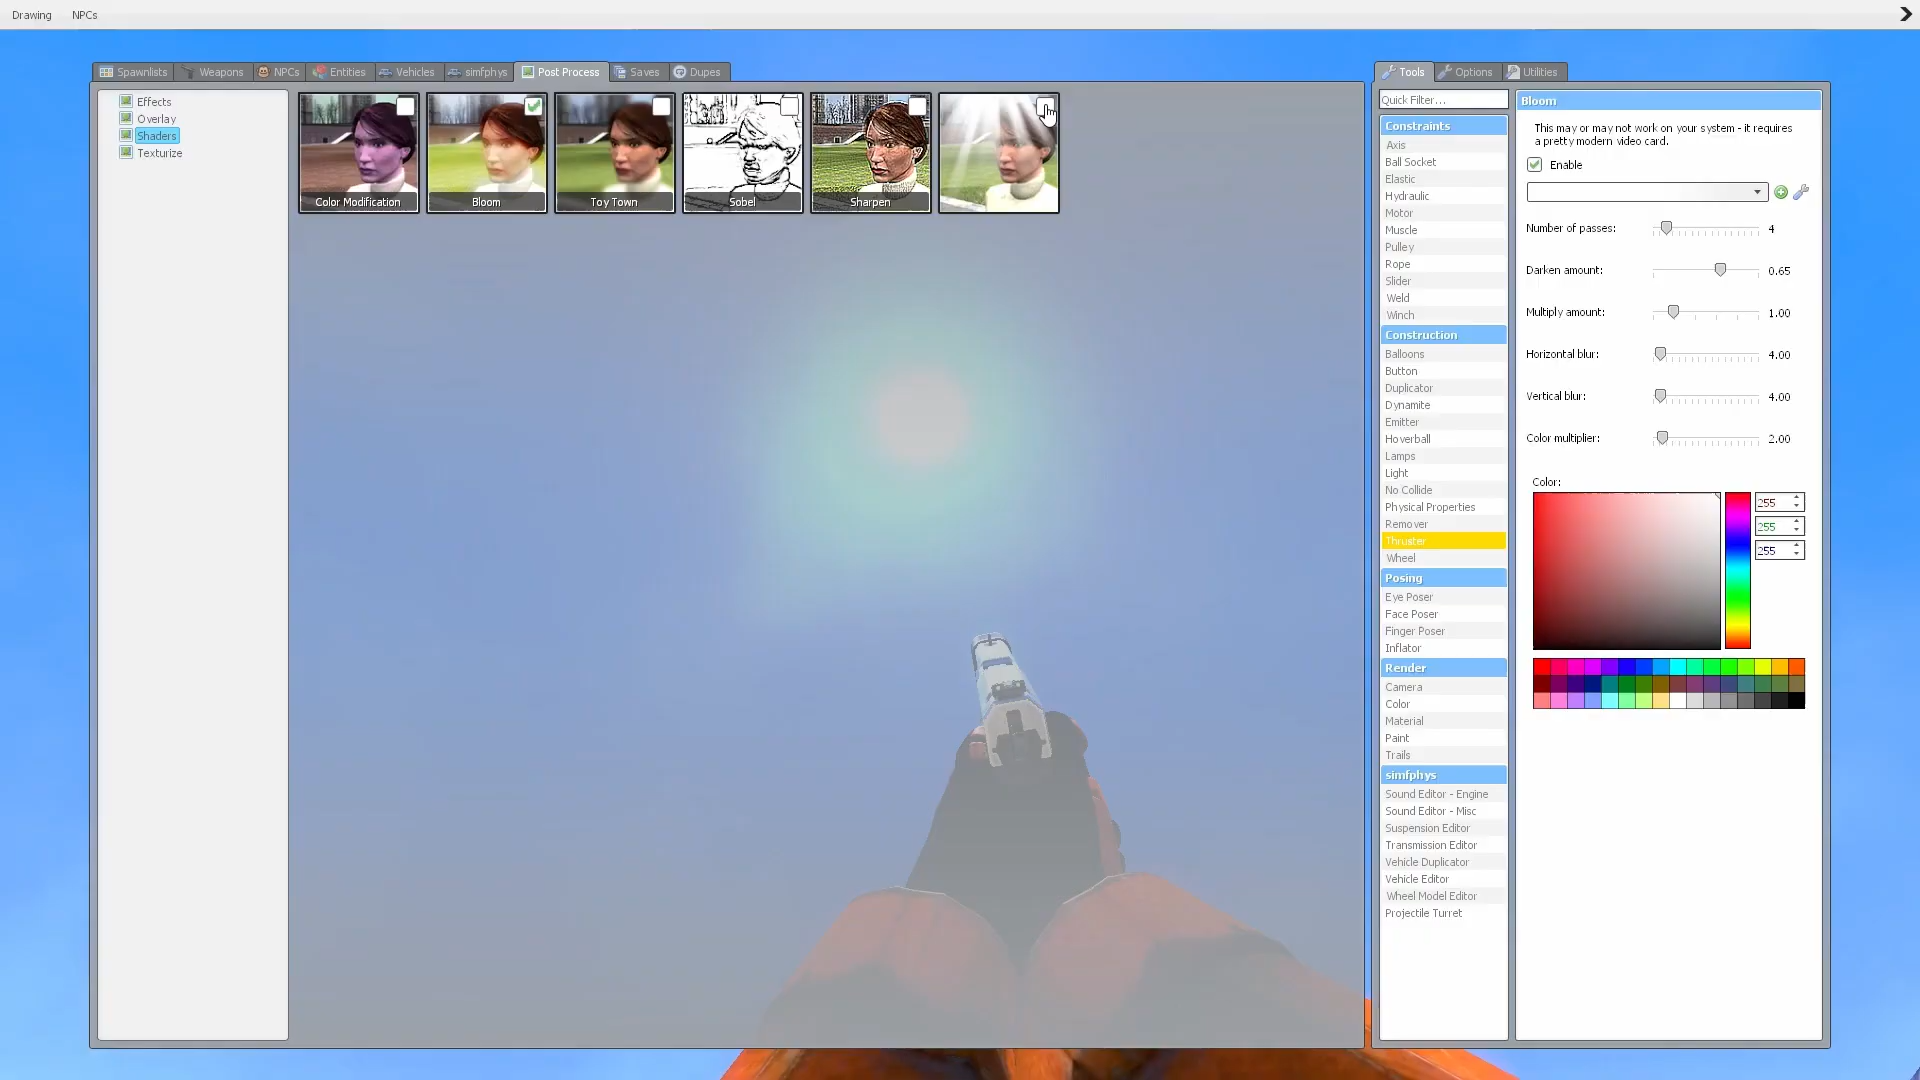 Drawing NPCs
Spawnlists Weapons NPCs Entities Vehicles simfphys Post Process Saves Dupes
Effects
Overlay
Shaders
Texturize
Color Modification
Bloom
Toy Town
Sobel
Sharpen
Tools Options Utilities
Quick Filter...
Constraints
Axis
Ball Socket
Elastic
Hydraulic
Motor
Muscle
Pulley
Rope
Slider
Weld
Winch
Construction
Balloons
Button
Duplicator
Dynamite
Emitter
Hoverball
Lamps
Light
No Collide
Physical Properties
Remover
Thruster
Wheel
Posing
Eye Poser
Face Poser
Finger Poser
Inflator
Render
Camera
Color
Material
Paint
Trails
simfphys
Sound Editor - Engine
Sound Editor - Misc
Suspension Editor
Transmission Editor
Vehicle Duplicator
Vehicle Editor
Wheel Model Editor
Projectile Turret
Bloom
This may or may not work on your system - it requires
a pretty modern video card.
Enable
Number of passes: 4
Darken amount: 0.65
Multiply amount: 1.00
Horizontal blur: 4.00
Vertical blur: 4.00
Color multiplier: 2.00
Color:
255
255
255